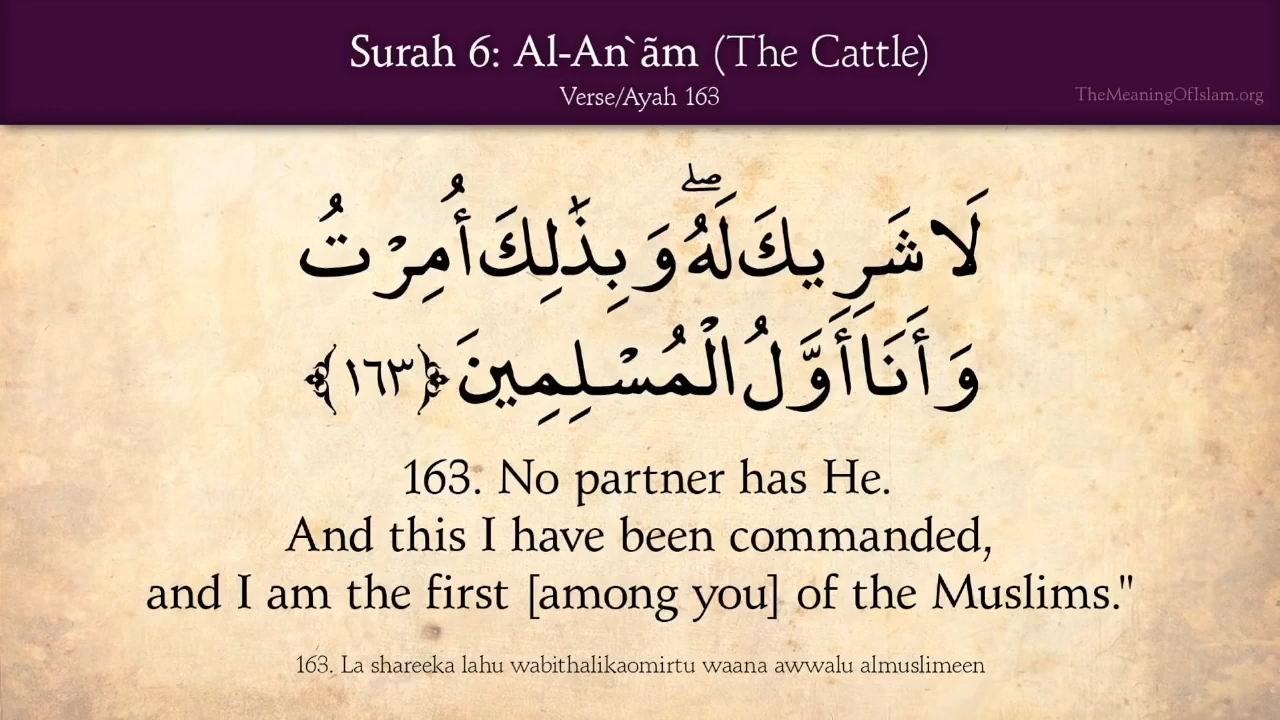 Surah 6: Al-An`ãm (The Cattle)
Verse/Ayah 163
TheMeaningOfIslam.org
لَا شَرِيكَ لَهُۥ ۖ وَبِذَٰلِكَ أُمِرْتُ
وَأَنَا۠ أَوَّلُ الْمُسْلِمِينَ ﴿١٦٣﴾
163. No partner has He.
And this I have been commanded,
and I am the first [among you] of the Muslims."
163. La shareeka lahu wabithalikaomirtu waana awwalu almuslimeen